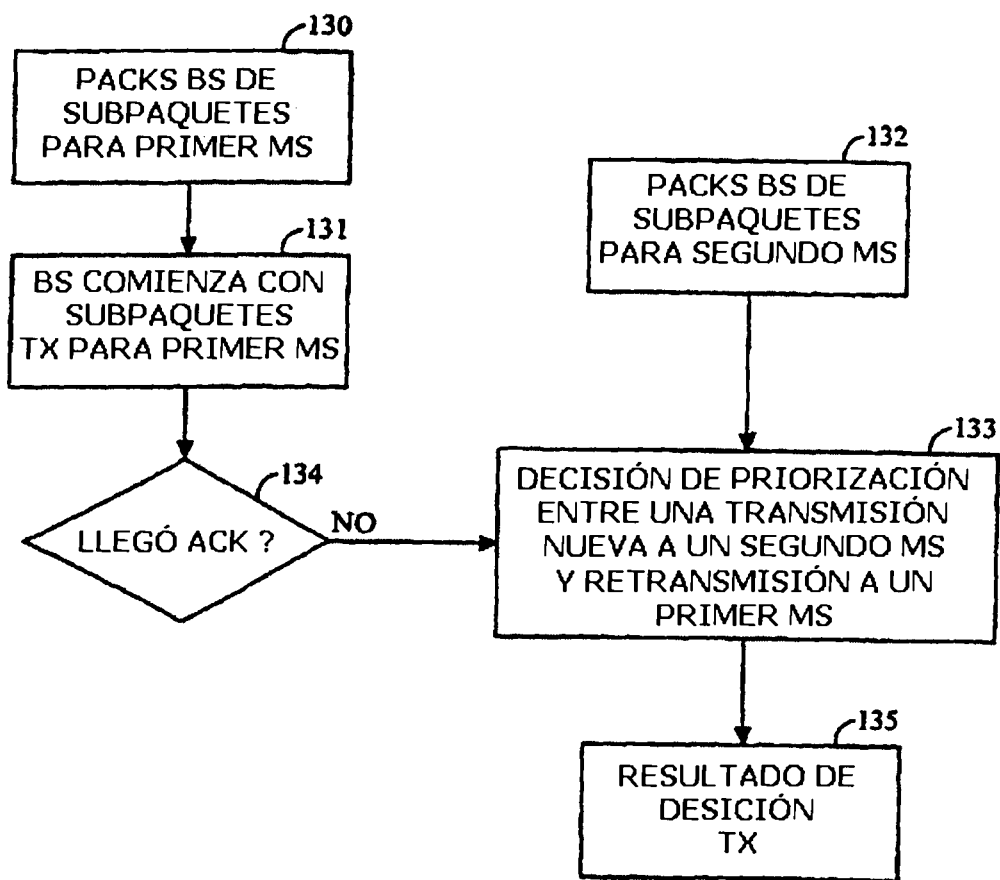 130
PACKS BS DE
SUBPAQUETES
PARA PRIMER MS
131
BS COMIENZA CON
SUBPAQUETES
TX PARA PRIMER MS
134
LLEGÓ ACK ?
NO
132
PACKS BS DE
SUBPAQUETES
PARA SEGUNDO MS
133
DECISIÓN DE PRIORIZACIÓN
ENTRE UNA TRANSMISIÓN
NUEVA A UN SEGUNDO MS
Y RETRANSMISIÓN A UN
PRIMER MS
135
RESULTADO DE
DESICIÓN
TX